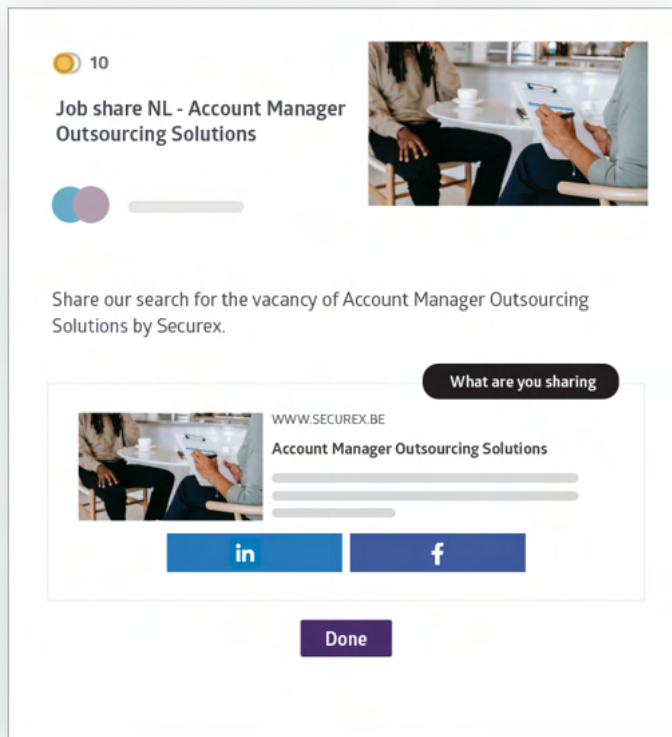 10
Job share NL - Account Manager
Outsourcing Solutions
Share our search for the vacancy of Account Manager Outsourcing
Solutions by Securex.
What are you sharing
WWW.SECUREX.BE
Account Manager Outsourcing Solutions
in
f
Done